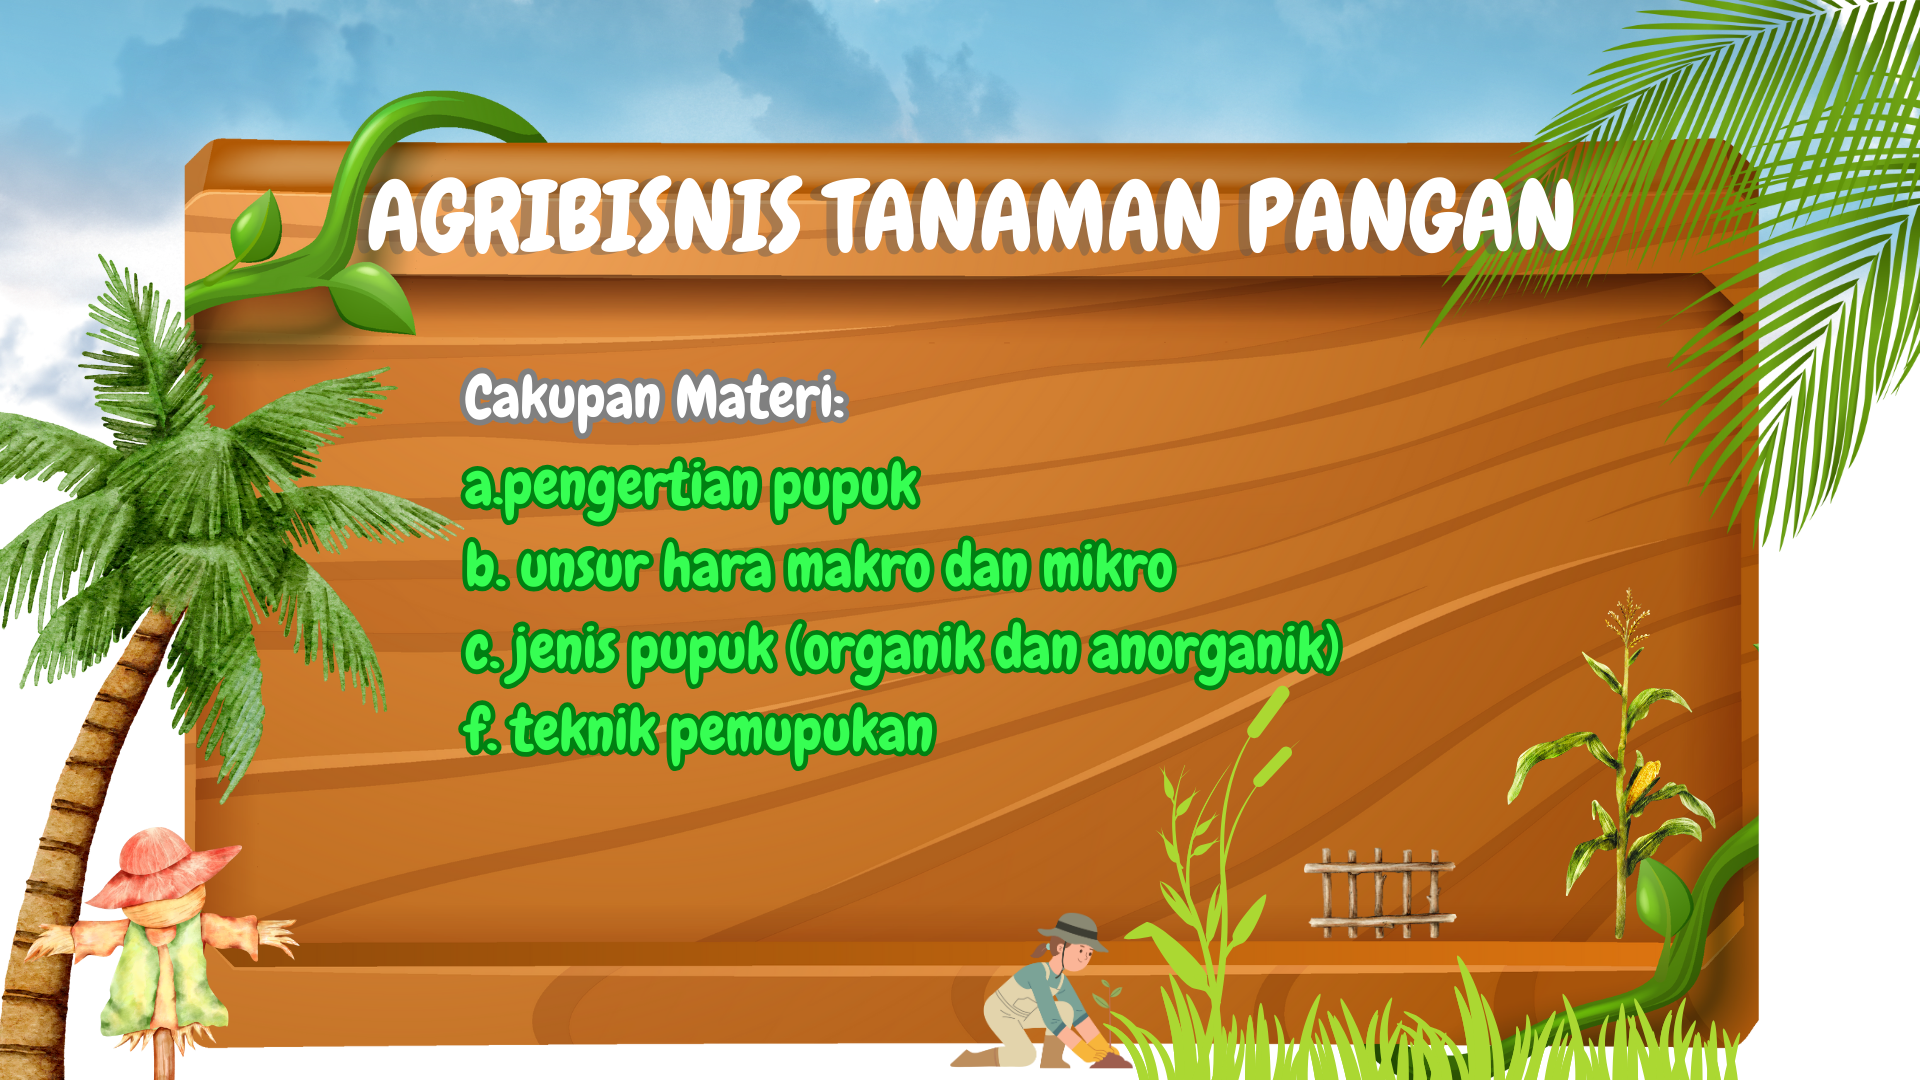 AGRIBISNIS TANAMAN PANGAN
Cakupan Materi:
a.pengertian pupuk
b. unsur hara makro dan mikro
c. jenis pupuk (organik dan anorganik)
f. teknik pemupukan